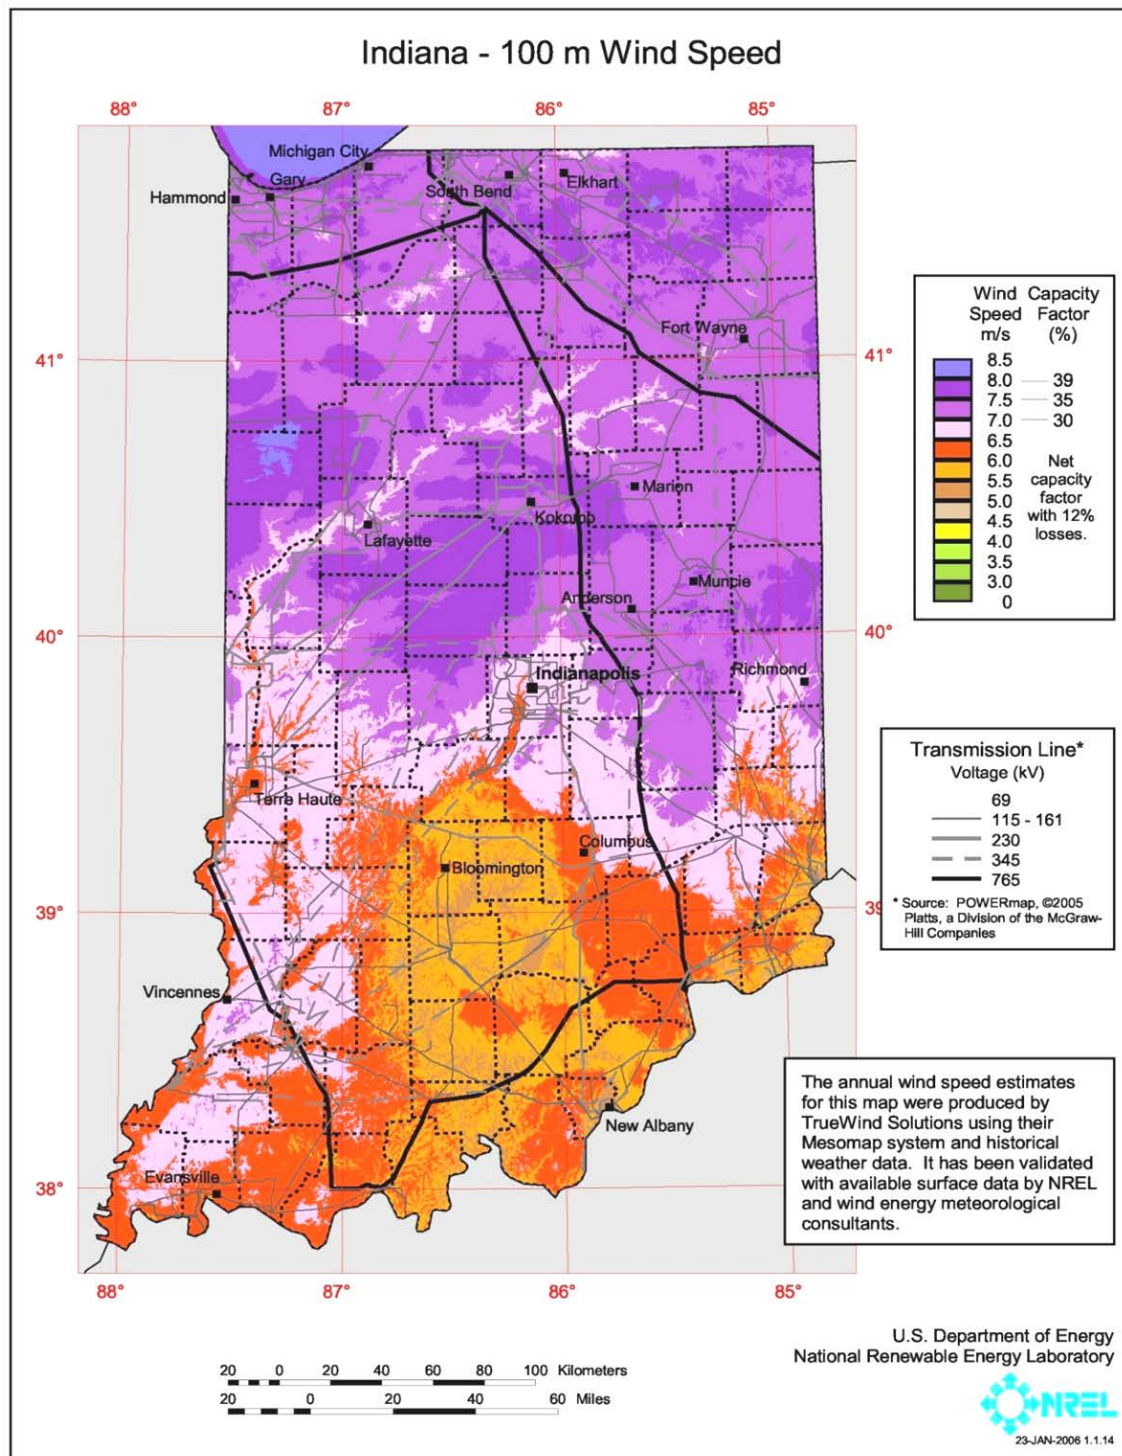 Indiana - 100 m Wind Speed
88° 87° 86° 85°
Michigan City
Gary
Hammond
South Bend
Elkhart
Fort Wayne
41° 41°
Marion
Kokomo
Lafayette
Muncie
Anderson
40° 40°
Richmond
Indianapolis
Terre Haute
Columbus
Bloomington
39° 39
Vincennes
New Albany
Evansville
38°
88° 87° 86° 85°
Wind Capacity
Speed Factor
m/s (%)
8.5
8.0 39
7.5 35
7.0 30
6.5
6.0
5.5
5.0
4.5
4.0
3.5
3.0
0
Net
capacity
factor
with 12%
losses.
Transmission Line*
Voltage (kV)
69
115 - 161
230
345
765
* Source: POWERmap, ©2005
Platts, a Division of the McGraw-
Hill Companies
The annual wind speed estimates
for this map were produced by
TrueWind Solutions using their
Mesomap system and historical
weather data. It has been validated
with available surface data by NREL
and wind energy meteorological
consultants.
20 0 20 40 60 80 100 Kilometers
20 0 20 40 60 Miles
U.S. Department of Energy
National Renewable Energy Laboratory
NREL
23-JAN-2006 1.1.14